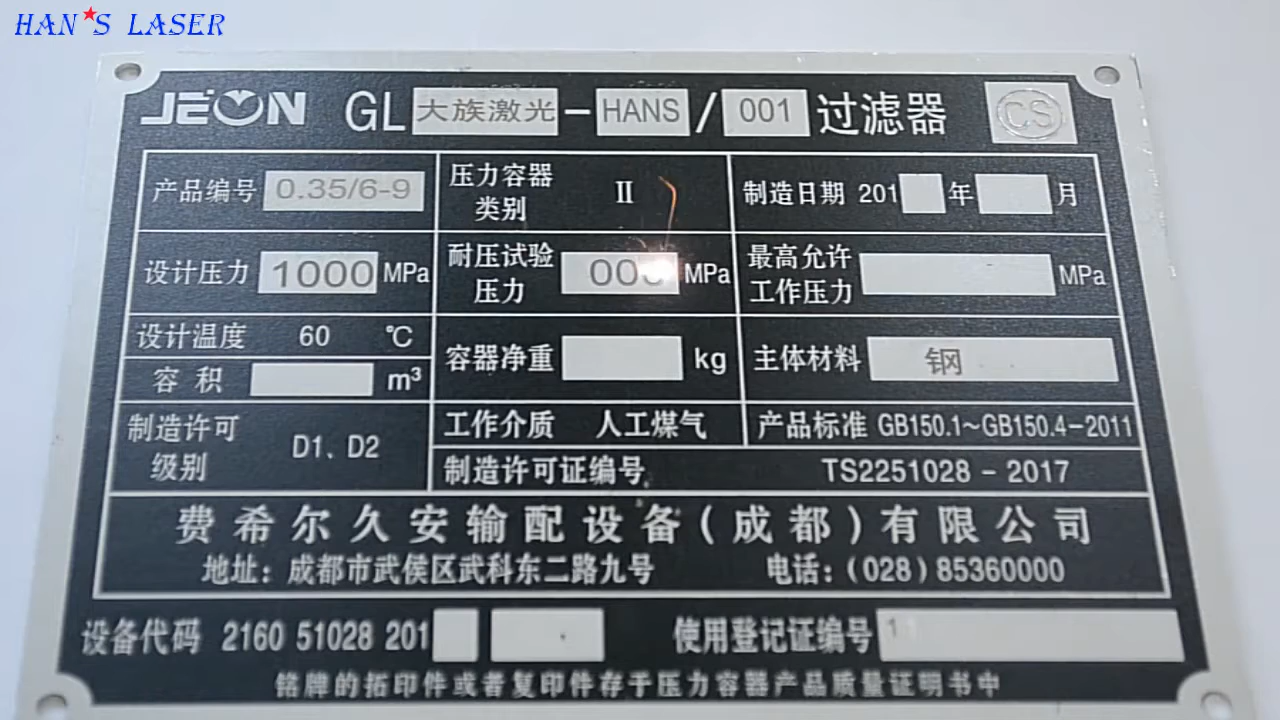 HAN★S LASER
JEON GL 大族激光-HANS/001 过滤器 CS
产品编号 0.35/6-9
压力容器类别 Ⅱ
制造日期 201 年 月
设计压力 1000 MPa
耐压试验压力 00 MPa
最高允许工作压力 MPa
设计温度 60 ℃
容积 m³
容器净重 kg
主体材料 钢
制造许可级别 D1、D2
工作介质 人工煤气
产品标准 GB150.1~GB150.4-2011
制造许可证编号 TS2251028-2017
费希尔久安输配设备(成都)有限公司
地址:成都市武侯区武科东二路九号 电话:(028)85360000
设备代码 2160 51028 201
使用登记证编号 1
铭牌的拓印件或者复印件存于压力容器产品质量证明书中